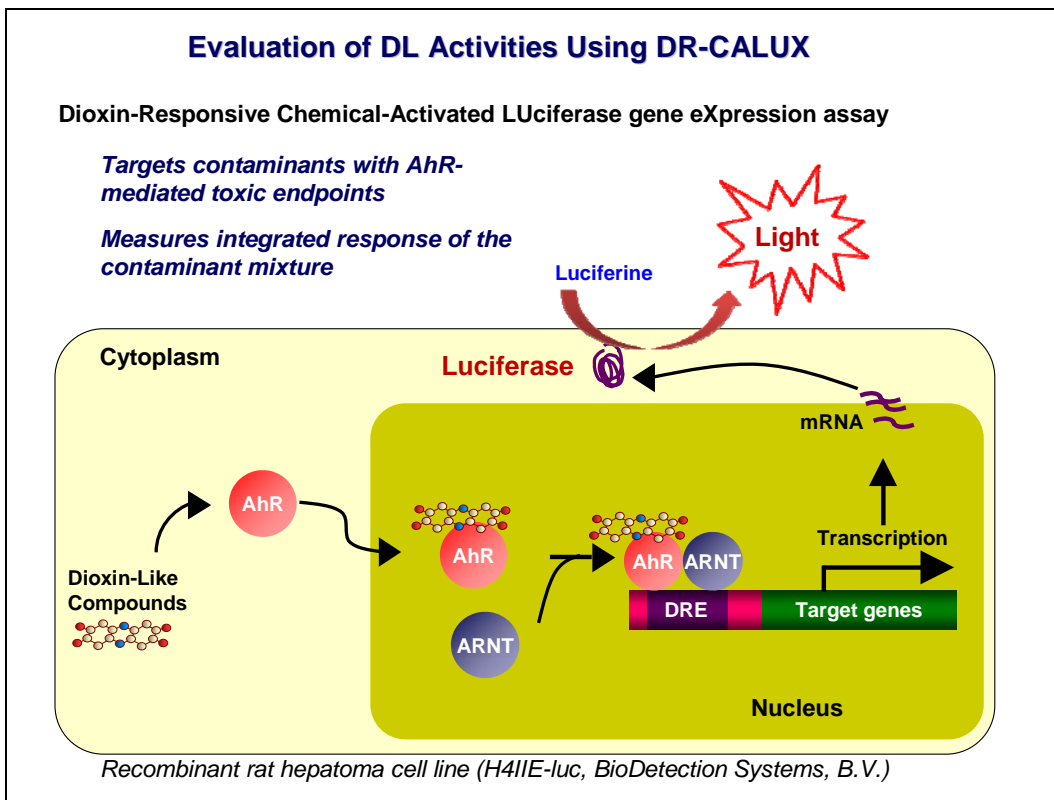 Evaluation of DL Activities Using DR-CALUX
Dioxin-Responsive Chemical-Activated LUciferase gene eXpression assay
Targets contaminants with AhR-
mediated toxic endpoints
Measures integrated response of the
contaminant mixture
Light
Luciferine
Cytoplasm
Luciferase
mRNA
AhR
AhR
AhR
ARNT
Transcription
Dioxin-Like
Compounds
DRE
Target genes
ARNT
Nucleus
Recombinant rat hepatoma cell line (H4IIE-luc, BioDetection Systems, B.V.)